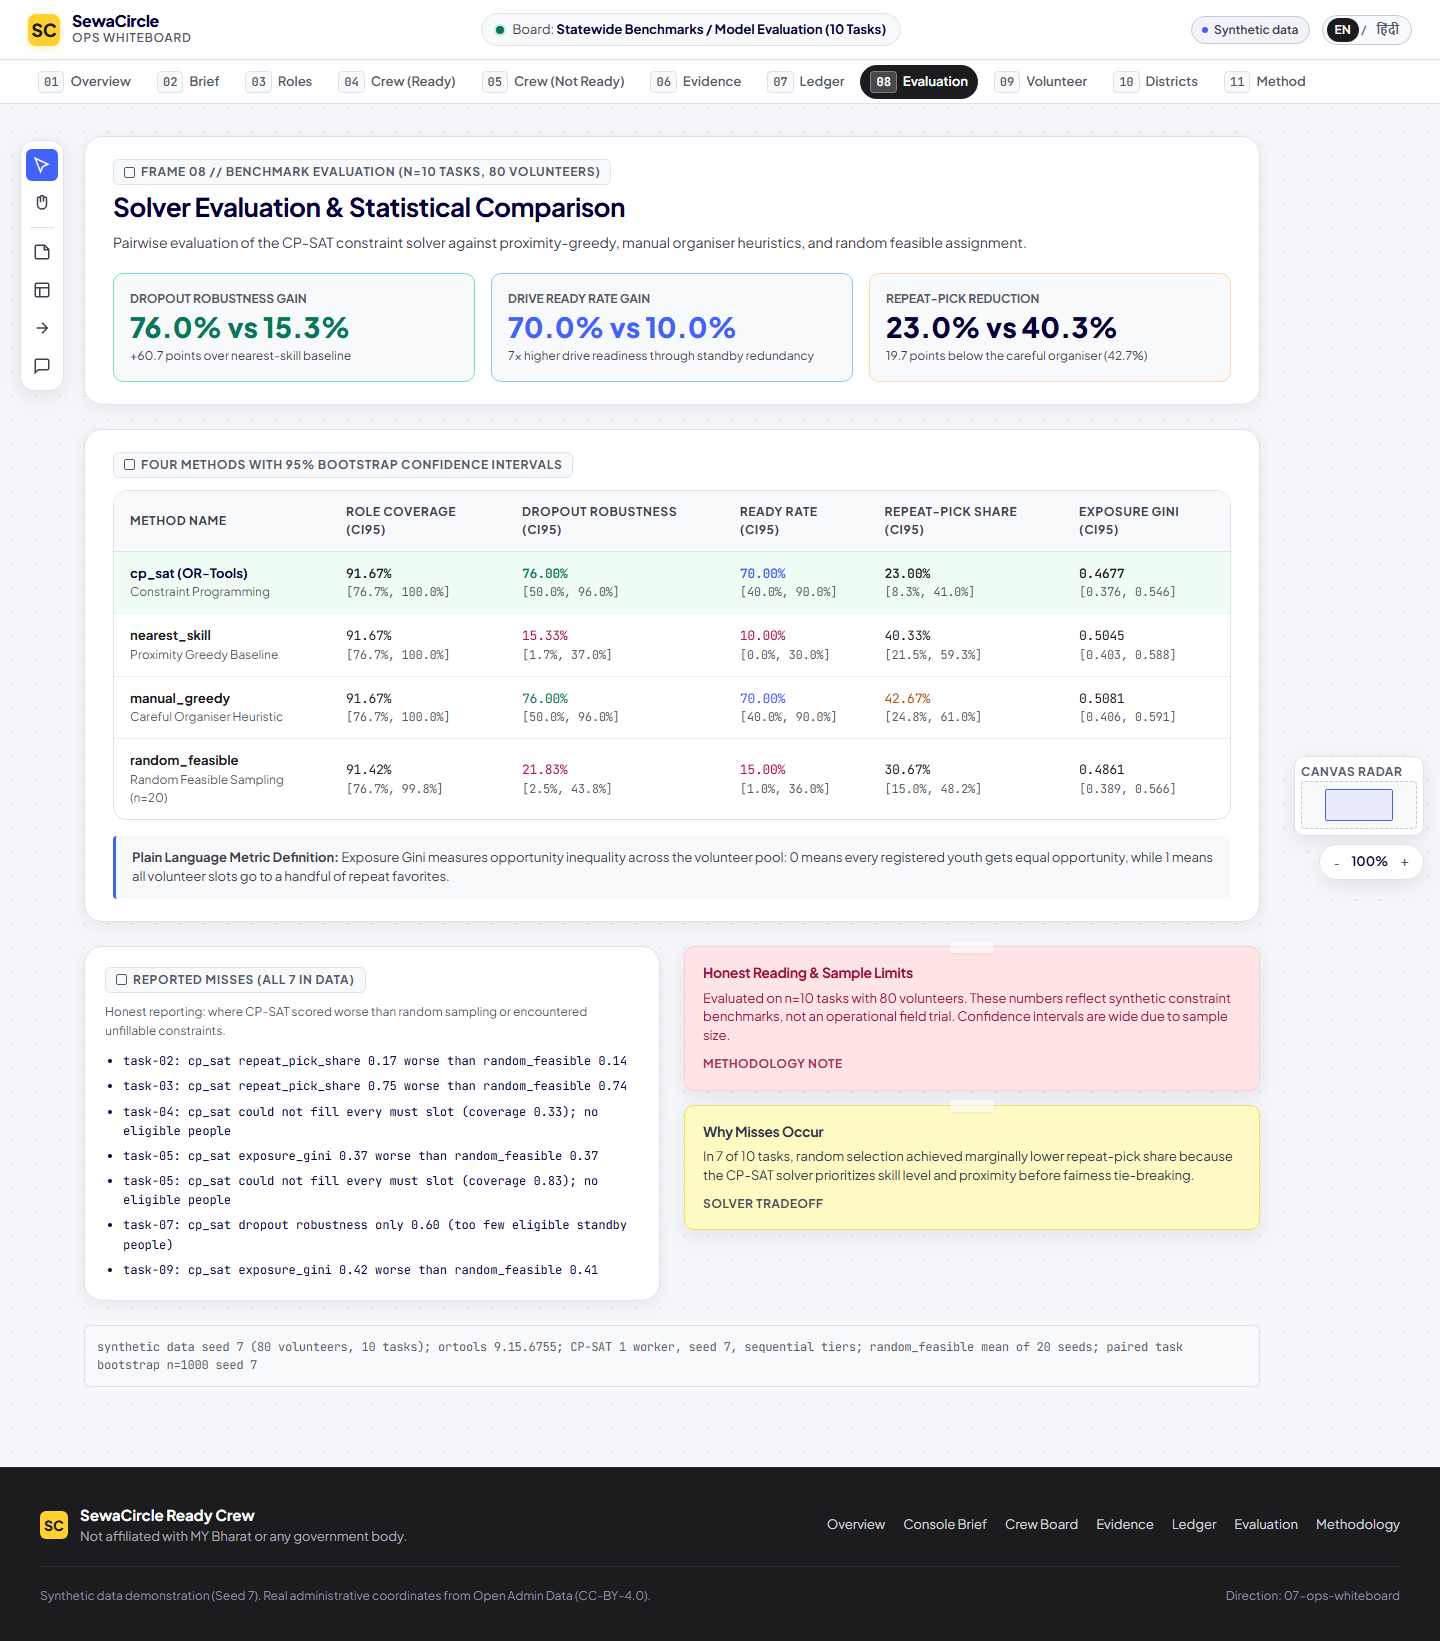 SC
SewaCircle
OPS WHITEBOARD
Board: Statewide Benchmarks / Model Evaluation (10 Tasks)
Synthetic data
EN / हिंदी
01 Overview
02 Brief
03 Roles
04 Crew (Ready)
05 Crew (Not Ready)
06 Evidence
07 Ledger
08 Evaluation
09 Volunteer
10 Districts
11 Method
FRAME 08 // BENCHMARK EVALUATION (N=10 TASKS, 80 VOLUNTEERS)
Solver Evaluation & Statistical Comparison
Pairwise evaluation of the CP-SAT constraint solver against proximity-greedy, manual organiser heuristics, and random feasible assignment.
DROPOUT ROBUSTNESS GAIN
76.0% vs 15.3%
+60.7 points over nearest-skill baseline
DRIVE READY RATE GAIN
70.0% vs 10.0%
7× higher drive readiness through standby redundancy
REPEAT-PICK REDUCTION
23.0% vs 40.3%
19.7 points below the careful organiser (42.7%)
FOUR METHODS WITH 95% BOOTSTRAP CONFIDENCE INTERVALS
METHOD NAME
ROLE COVERAGE (CI95)
DROPOUT ROBUSTNESS (CI95)
READY RATE (CI95)
REPEAT-PICK SHARE (CI95)
EXPOSURE GINI (CI95)
cp_sat (OR-Tools) 91.67% 76.00% 70.00% 23.00% 0.4677
Constraint Programming [76.7%, 100.0%] [50.0%, 96.0%] [40.0%, 90.0%] [8.3%, 41.0%] [0.376, 0.546]
nearest_skill 91.67% 15.33% 10.00% 40.33% 0.5045
Proximity Greedy Baseline [76.7%, 100.0%] [1.7%, 37.0%] [0.0%, 30.0%] [21.5%, 59.3%] [0.403, 0.588]
manual_greedy 91.67% 76.00% 70.00% 42.67% 0.5081
Careful Organiser Heuristic [76.7%, 100.0%] [50.0%, 96.0%] [40.0%, 90.0%] [24.8%, 61.0%] [0.406, 0.591]
random_feasible
Random Feasible Sampling
(n=20)
91.42% 21.83% 15.00% 30.67% 0.4861
[76.7%, 99.8%] [2.5%, 43.8%] [1.0%, 36.0%] [15.0%, 48.2%] [0.389, 0.566]
Plain Language Metric Definition: Exposure Gini measures opportunity inequality across the volunteer pool: 0 means every registered youth gets equal opportunity, while 1 means
all volunteer slots go to a handful of repeat favorites.
CANVAS RADAR
- 100% +
REPORTED MISSES (ALL 7 IN DATA)
Honest reporting: where CP-SAT scored worse than random sampling or encountered
unfillable constraints.
• task-02: cp_sat repeat_pick_share 0.17 worse than random_feasible 0.14
• task-03: cp_sat repeat_pick_share 0.75 worse than random_feasible 0.74
• task-04: cp_sat could not fill every must slot (coverage 0.33); no
eligible people
• task-05: cp_sat exposure_gini 0.37 worse than random_feasible 0.37
• task-05: cp_sat could not fill every must slot (coverage 0.83); no
eligible people
• task-07: cp_sat dropout robustness only 0.60 (too few eligible standby
people)
• task-09: cp_sat exposure_gini 0.42 worse than random_feasible 0.41
Honest Reading & Sample Limits
Evaluated on n=10 tasks with 80 volunteers. These numbers reflect synthetic constraint
benchmarks, not an operational field trial. Confidence intervals are wide due to sample
size.
METHODOLOGY NOTE
Why Misses Occur
In 7 of 10 tasks, random selection achieved marginally lower repeat-pick share because
the CP-SAT solver prioritizes skill level and proximity before fairness tie-breaking.
SOLVER TRADEOFF
synthetic data seed 7 (80 volunteers, 10 tasks); ortools 9.15.6755; CP-SAT 1 worker, seed 7, sequential tiers; random_feasible mean of 20 seeds; paired task
bootstrap n=1000 seed 7
SC
SewaCircle Ready Crew
Not affiliated with MY Bharat or any government body.
Overview Console Brief Crew Board Evidence Ledger Evaluation Methodology
Synthetic data demonstration (Seed 7). Real administrative coordinates from Open Admin Data (CC-BY-4.0).
Direction: 07-ops-whiteboard